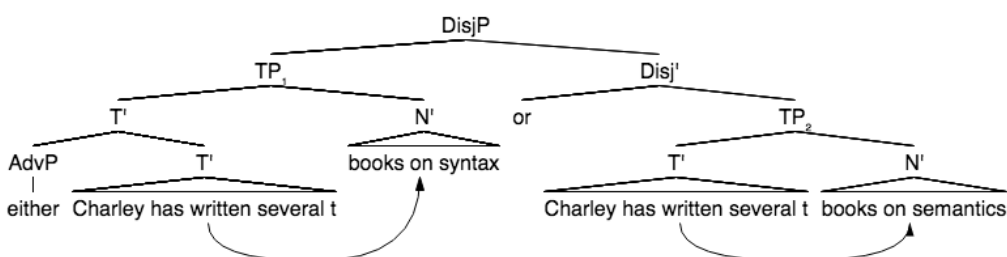 DisjP
TP₁ Disj'
T' N' or TP₂
AdvP T' books on syntax T' N'
either Charley has written several t Charley has written several t books on semantics